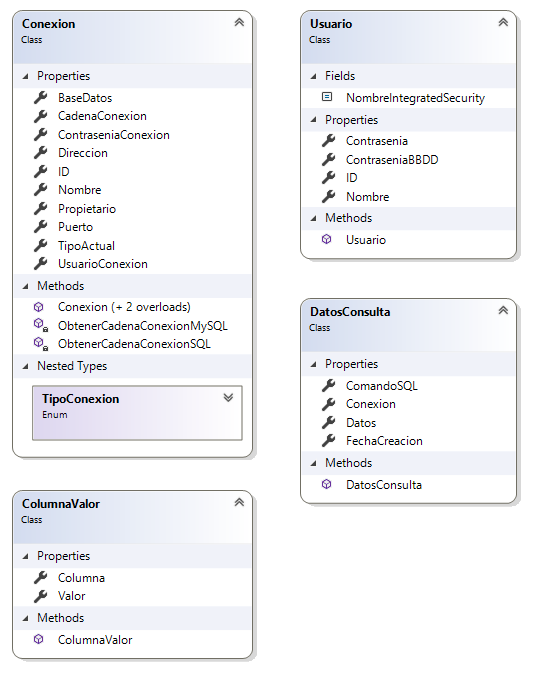 Conexion
Class
Properties
BaseDatos
CadenaConexion
ContraseniaConexion
Direccion
ID
Nombre
Propietario
Puerto
TipoActual
UsuarioConexion
Methods
Conexion (+ 2 overloads)
ObtenerCadenaConexionMySQL
ObtenerCadenaConexionSQL
Nested Types
TipoConexion
Enum
Usuario
Class
Fields
NombreIntegratedSecurity
Properties
Contrasenia
ContraseniaBBDD
ID
Nombre
Methods
Usuario
DatosConsulta
Class
Properties
ComandoSQL
Conexion
Datos
FechaCreacion
Methods
DatosConsulta
ColumnaValor
Class
Properties
Columna
Valor
Methods
ColumnaValor